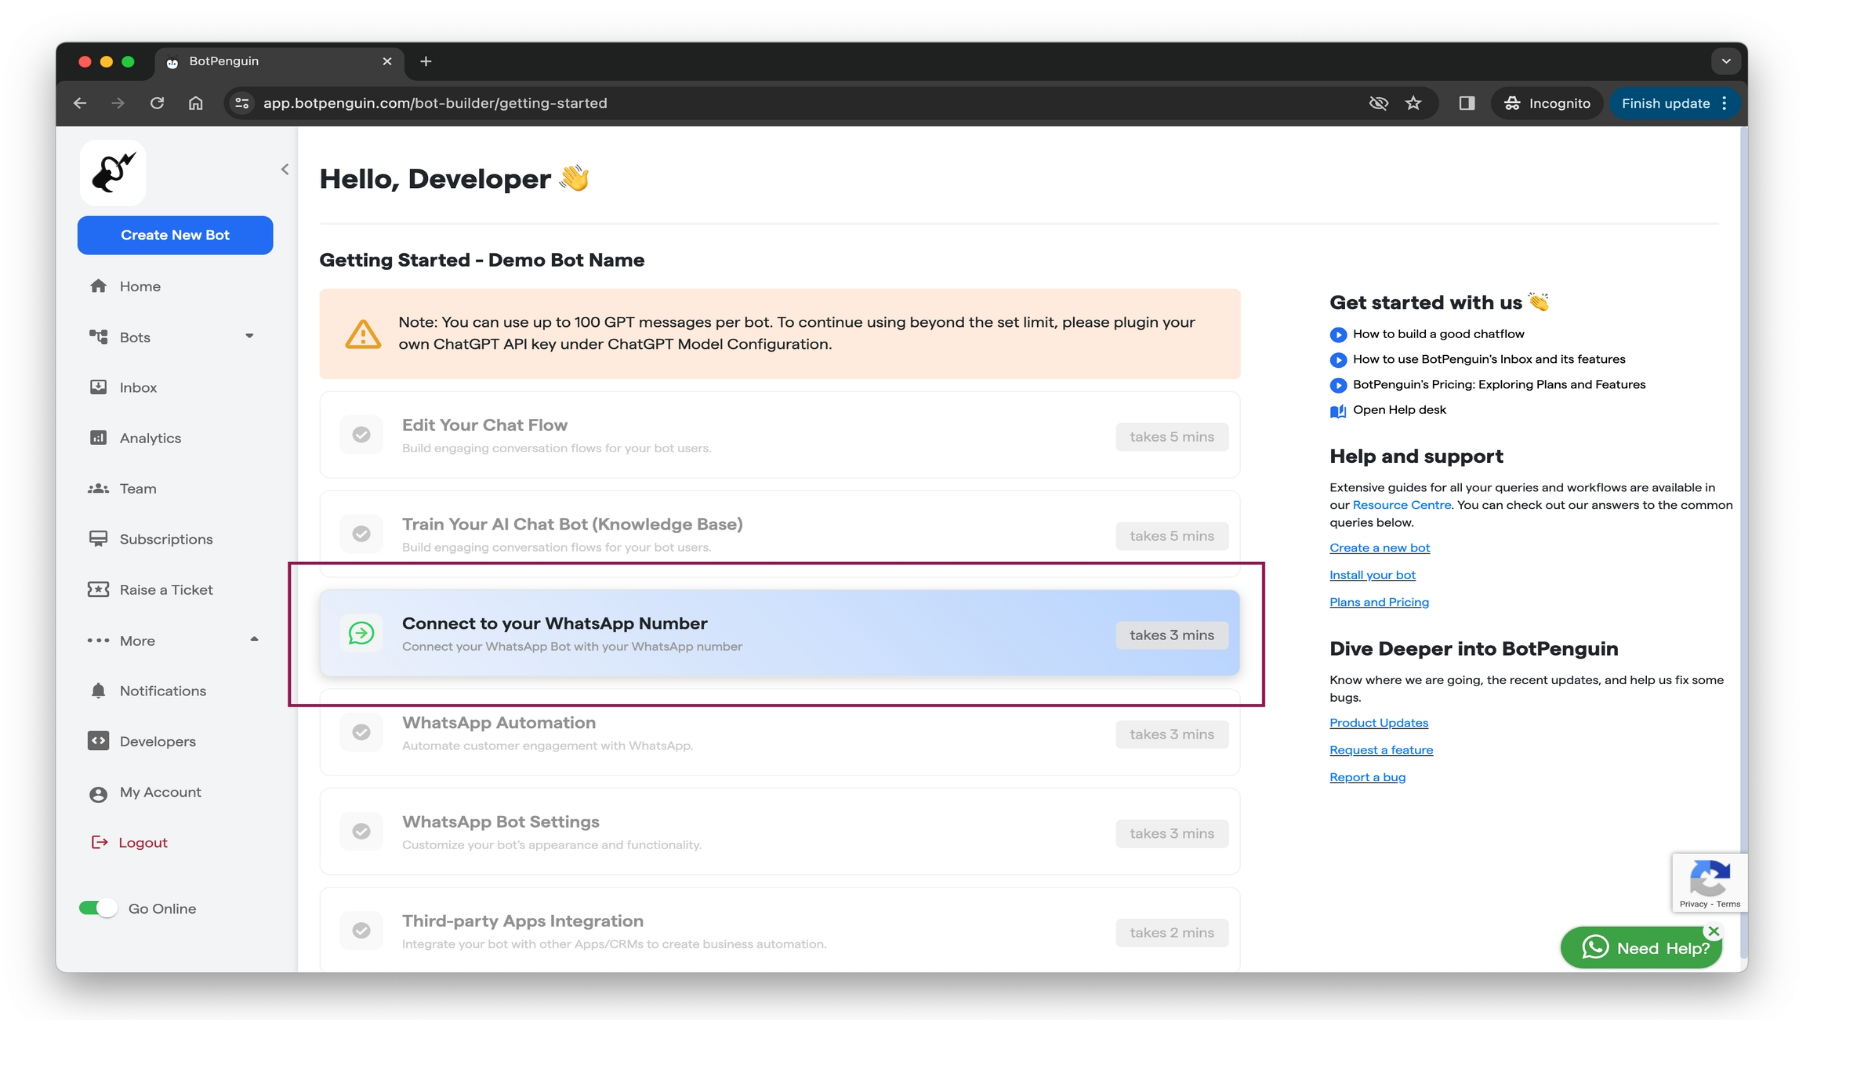 BotPenguin
app.botpenguin.com/bot-builder/getting-started
Incognito
Finish update
Create New Bot
Home
Bots
Inbox
Analytics
Team
Subscriptions
Raise a Ticket
More
Notifications
Developers
My Account
Logout
Go Online
Hello, Developer 👋
Getting Started - Demo Bot Name
Note: You can use up to 100 GPT messages per bot. To continue using beyond the set limit, please plugin your
own ChatGPT API key under ChatGPT Model Configuration.
Edit Your Chat Flow
Build engaging conversation flows for your bot users.
takes 5 mins
Train Your AI Chat Bot (Knowledge Base)
Build engaging conversation flows for your bot users.
takes 5 mins
Connect to your WhatsApp Number
Connect your WhatsApp Bot with your WhatsApp number
takes 3 mins
WhatsApp Automation
Automate customer engagement with WhatsApp.
takes 3 mins
WhatsApp Bot Settings
Customize your bot's appearance and functionality.
takes 3 mins
Third-party Apps Integration
Integrate your bot with other Apps/CRMs to create business automation.
takes 2 mins
Get started with us 👏
How to build a good chatflow
How to use BotPenguin's Inbox and its features
BotPenguin's Pricing: Exploring Plans and Features
Open Help desk
Help and support
Extensive guides for all your queries and workflows are available in
our Resource Centre. You can check out our answers to the common
queries below.
Create a new bot
Install your bot
Plans and Pricing
Dive Deeper into BotPenguin
Know where we are going, the recent updates, and help us fix some
bugs.
Product Updates
Request a feature
Report a bug
Privacy - Terms
Need Help?